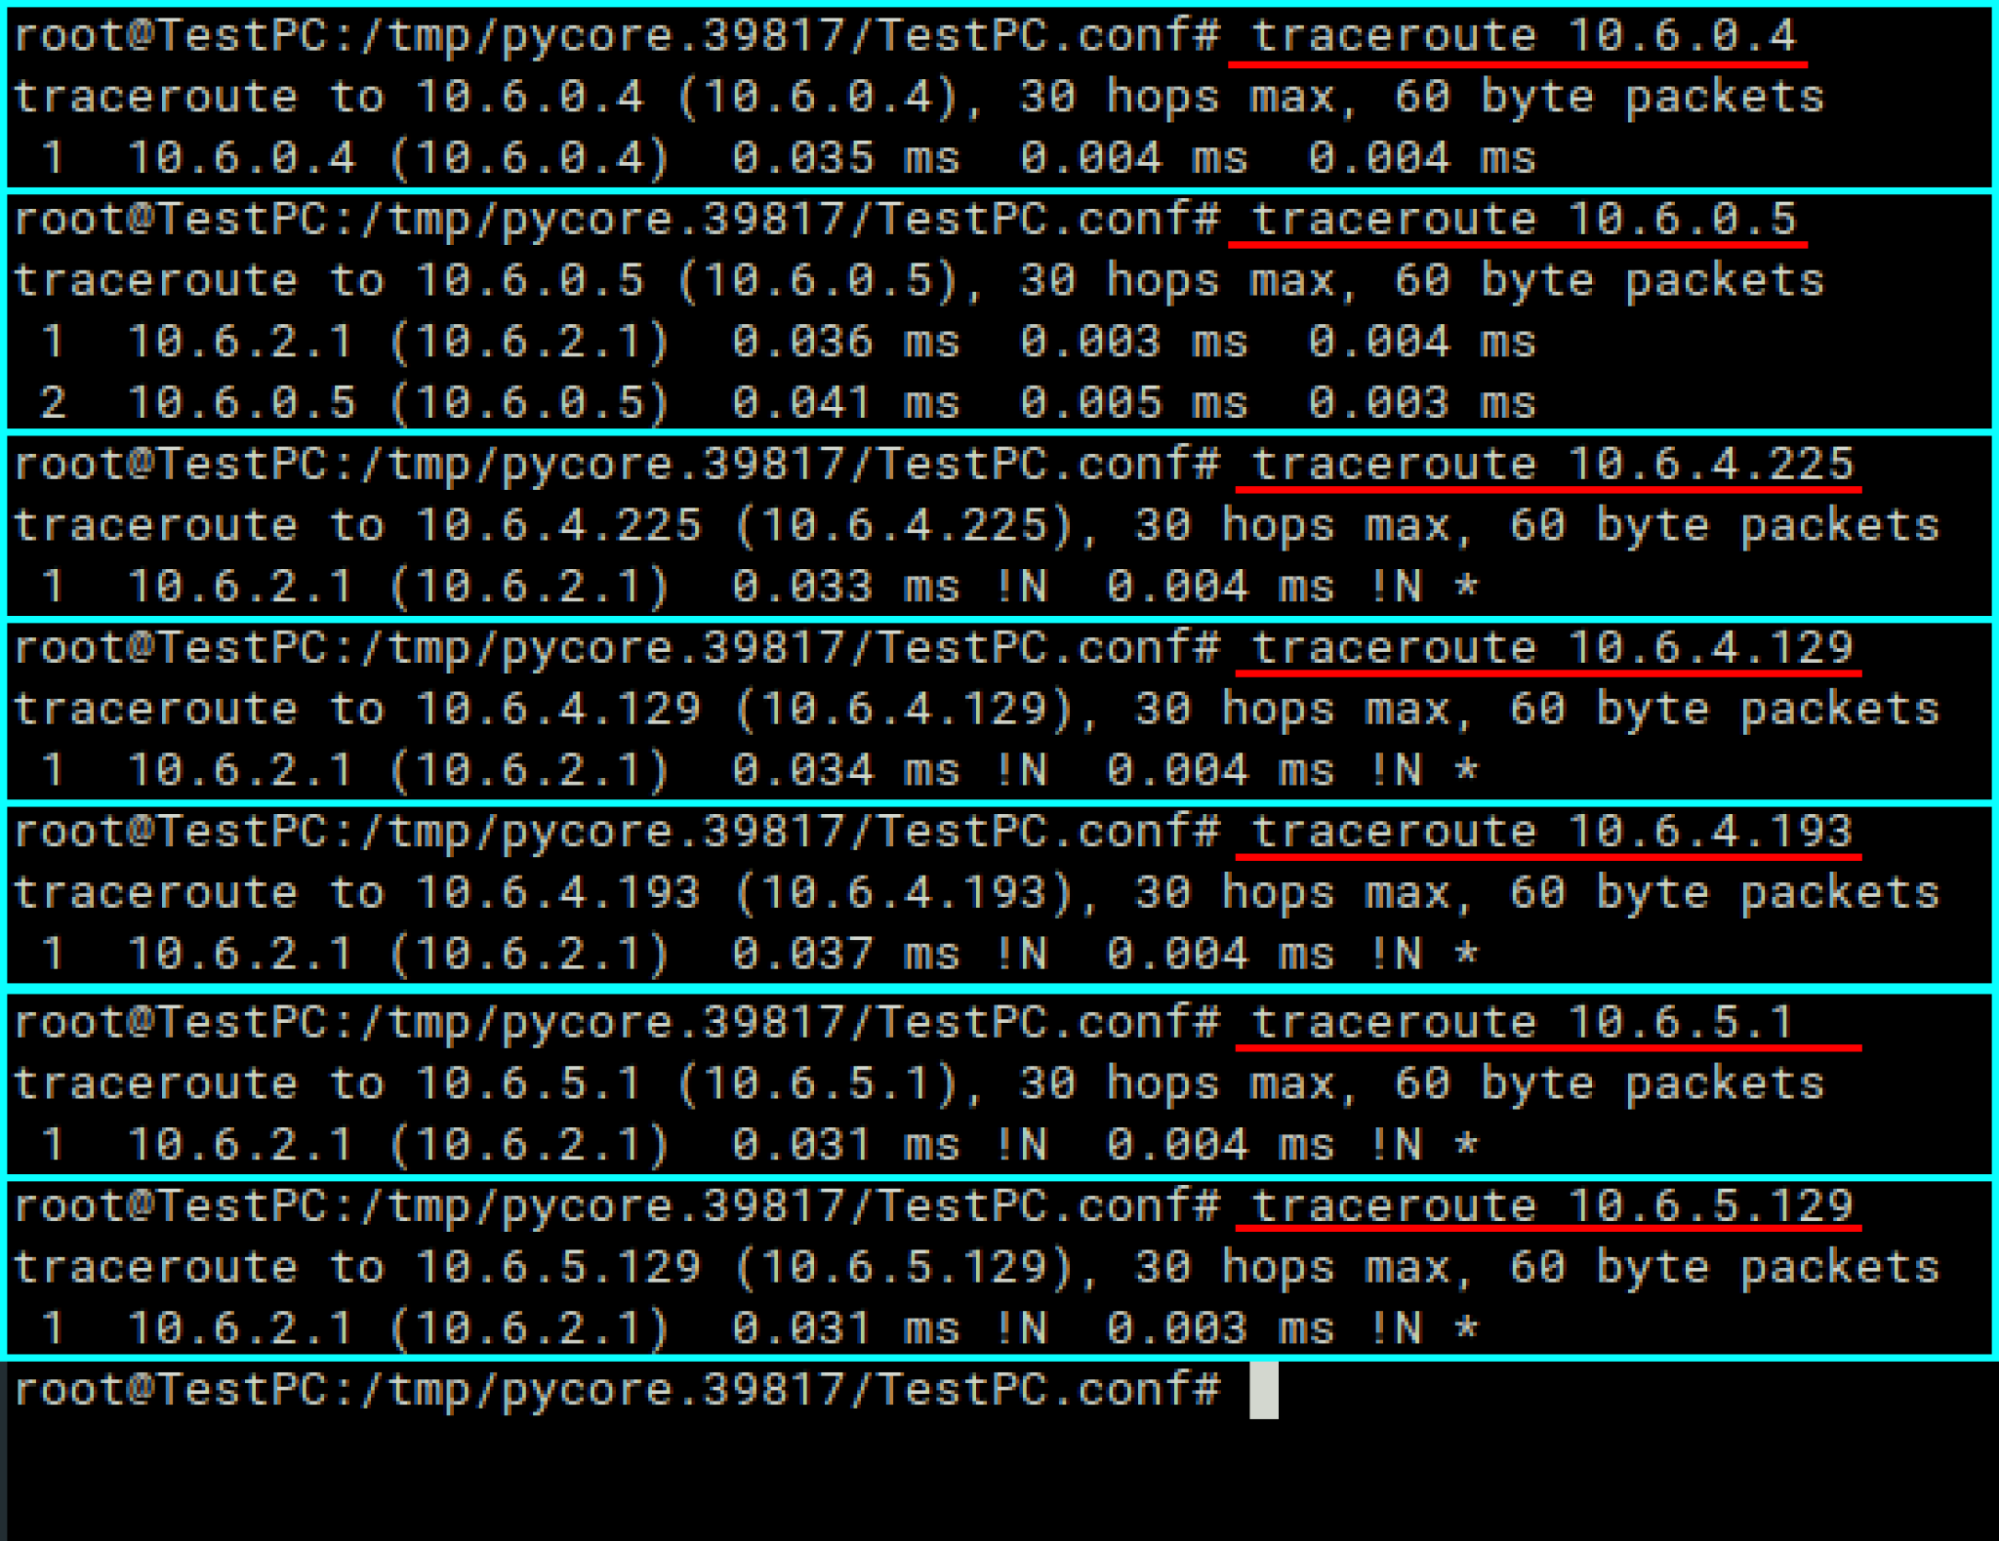 root@TestPC:/tmp/pycore.39817/TestPC.conf# traceroute 10.6.0.4
traceroute to 10.6.0.4 (10.6.0.4), 30 hops max, 60 byte packets
 1  10.6.0.4 (10.6.0.4)  0.035 ms  0.004 ms  0.004 ms
root@TestPC:/tmp/pycore.39817/TestPC.conf# traceroute 10.6.0.5
traceroute to 10.6.0.5 (10.6.0.5), 30 hops max, 60 byte packets
 1  10.6.2.1 (10.6.2.1)  0.036 ms  0.003 ms  0.004 ms
 2  10.6.0.5 (10.6.0.5)  0.041 ms  0.005 ms  0.003 ms
root@TestPC:/tmp/pycore.39817/TestPC.conf# traceroute 10.6.4.225
traceroute to 10.6.4.225 (10.6.4.225), 30 hops max, 60 byte packets
 1  10.6.2.1 (10.6.2.1)  0.033 ms !N  0.004 ms !N *
root@TestPC:/tmp/pycore.39817/TestPC.conf# traceroute 10.6.4.129
traceroute to 10.6.4.129 (10.6.4.129), 30 hops max, 60 byte packets
 1  10.6.2.1 (10.6.2.1)  0.034 ms !N  0.004 ms !N *
root@TestPC:/tmp/pycore.39817/TestPC.conf# traceroute 10.6.4.193
traceroute to 10.6.4.193 (10.6.4.193), 30 hops max, 60 byte packets
 1  10.6.2.1 (10.6.2.1)  0.037 ms !N  0.004 ms !N *
root@TestPC:/tmp/pycore.39817/TestPC.conf# traceroute 10.6.5.1
traceroute to 10.6.5.1 (10.6.5.1), 30 hops max, 60 byte packets
 1  10.6.2.1 (10.6.2.1)  0.031 ms !N  0.004 ms !N *
root@TestPC:/tmp/pycore.39817/TestPC.conf# traceroute 10.6.5.129
traceroute to 10.6.5.129 (10.6.5.129), 30 hops max, 60 byte packets
 1  10.6.2.1 (10.6.2.1)  0.031 ms !N  0.003 ms !N *
root@TestPC:/tmp/pycore.39817/TestPC.conf#